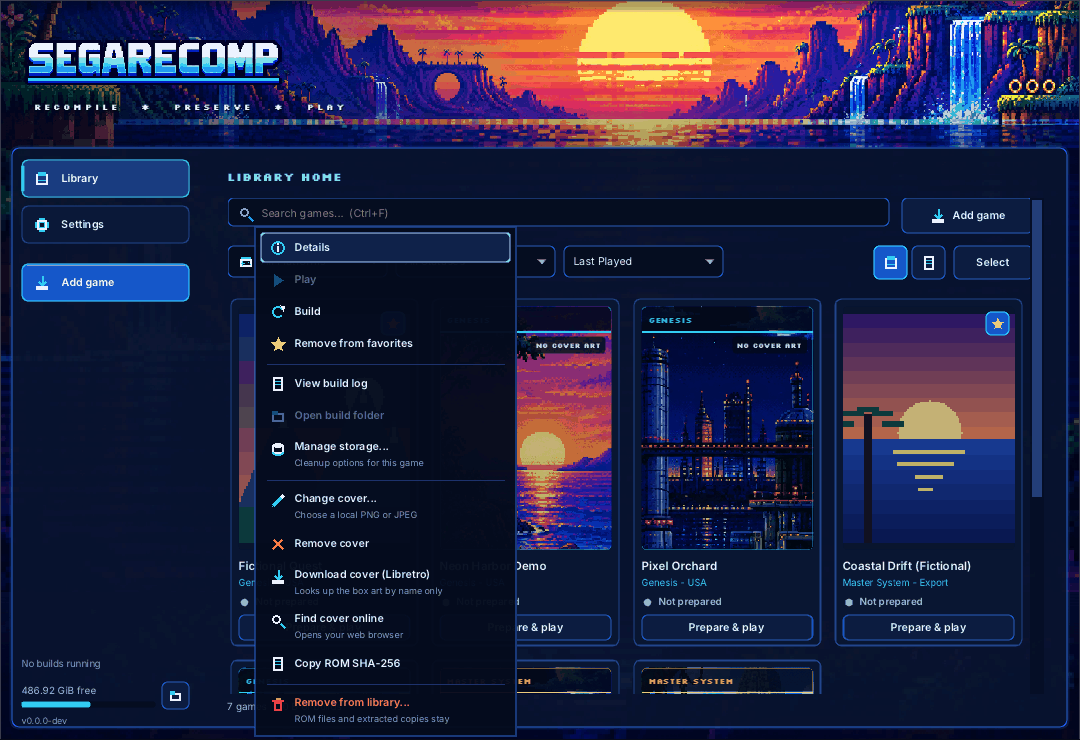 SEGARECOMP
RECOMPILE * PRESERVE * PLAY
Library
Settings
Add game
No builds running
486.92 GiB free
v0.0.0-dev
LIBRARY HOME
Search games... (Ctrl+F)
Add game
Last Played
Select
Details
Play
Build
Remove from favorites
View build log
Open build folder
Manage storage...
Cleanup options for this game
Change cover...
Choose a local PNG or JPEG
Remove cover
Download cover (Libretro)
Looks up the box art by name only
Find cover online
Opens your web browser
Copy ROM SHA-256
Remove from library...
ROM files and extracted copies stay
NO COVER ART
Neon Harbor Demo
Not prepared
Prepare & play
GENESIS
NO COVER ART
Pixel Orchard
Genesis - USA
Not prepared
Prepare & play
Coastal Drift (Fictional)
Master System - Export
Not prepared
Prepare & play
MASTER SYSTEM
7 gam